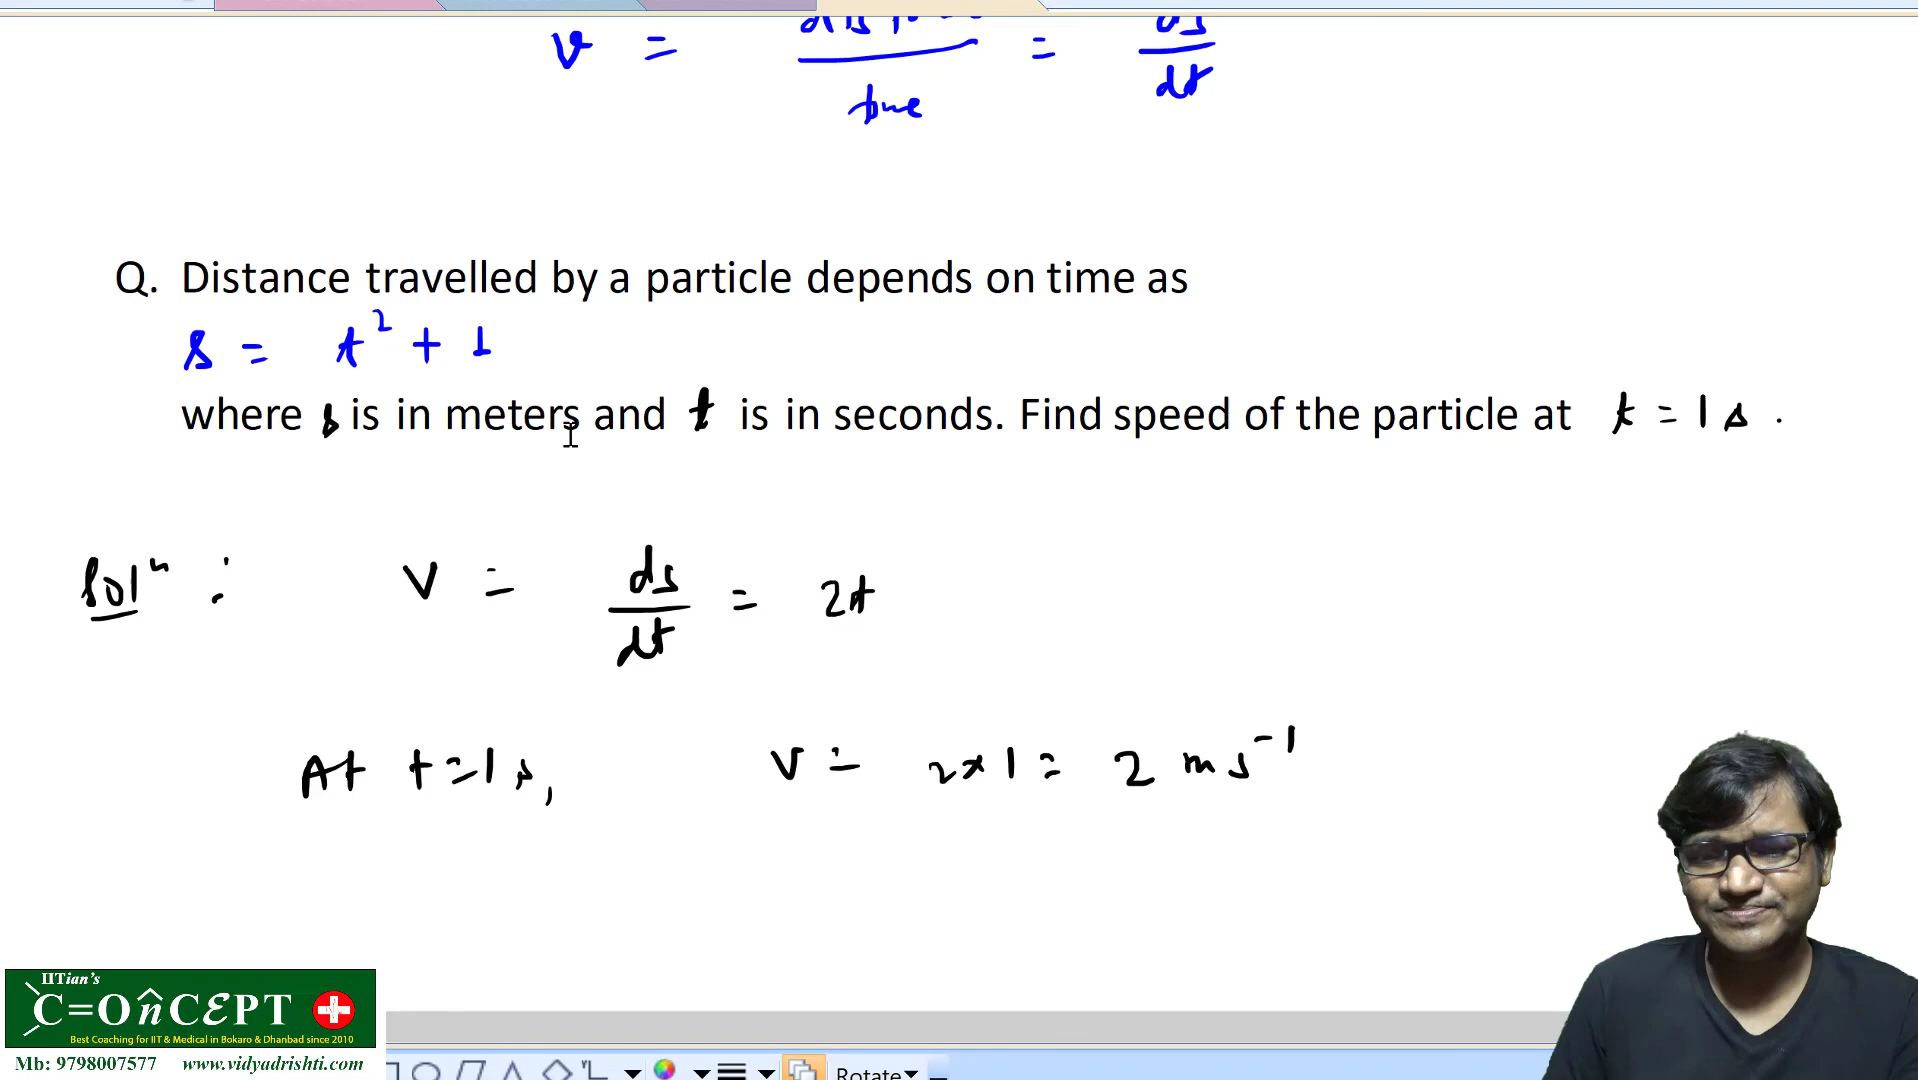 v = = ds/dt
time
Q. Distance travelled by a particle depends on time as
s = t² + 1
where s is in meters and t is in seconds. Find speed of the particle at t = 1 s .
Solⁿ : V = ds/dt = 2t
At t=1 s, V = 2×1 = 2 ms⁻¹
IITian's
C=OnCEPT
Best Coaching for IIT & Medical in Bokaro & Dhanbad since 2010
Mb: 9798007577 www.vidyadrishti.com
Rotate